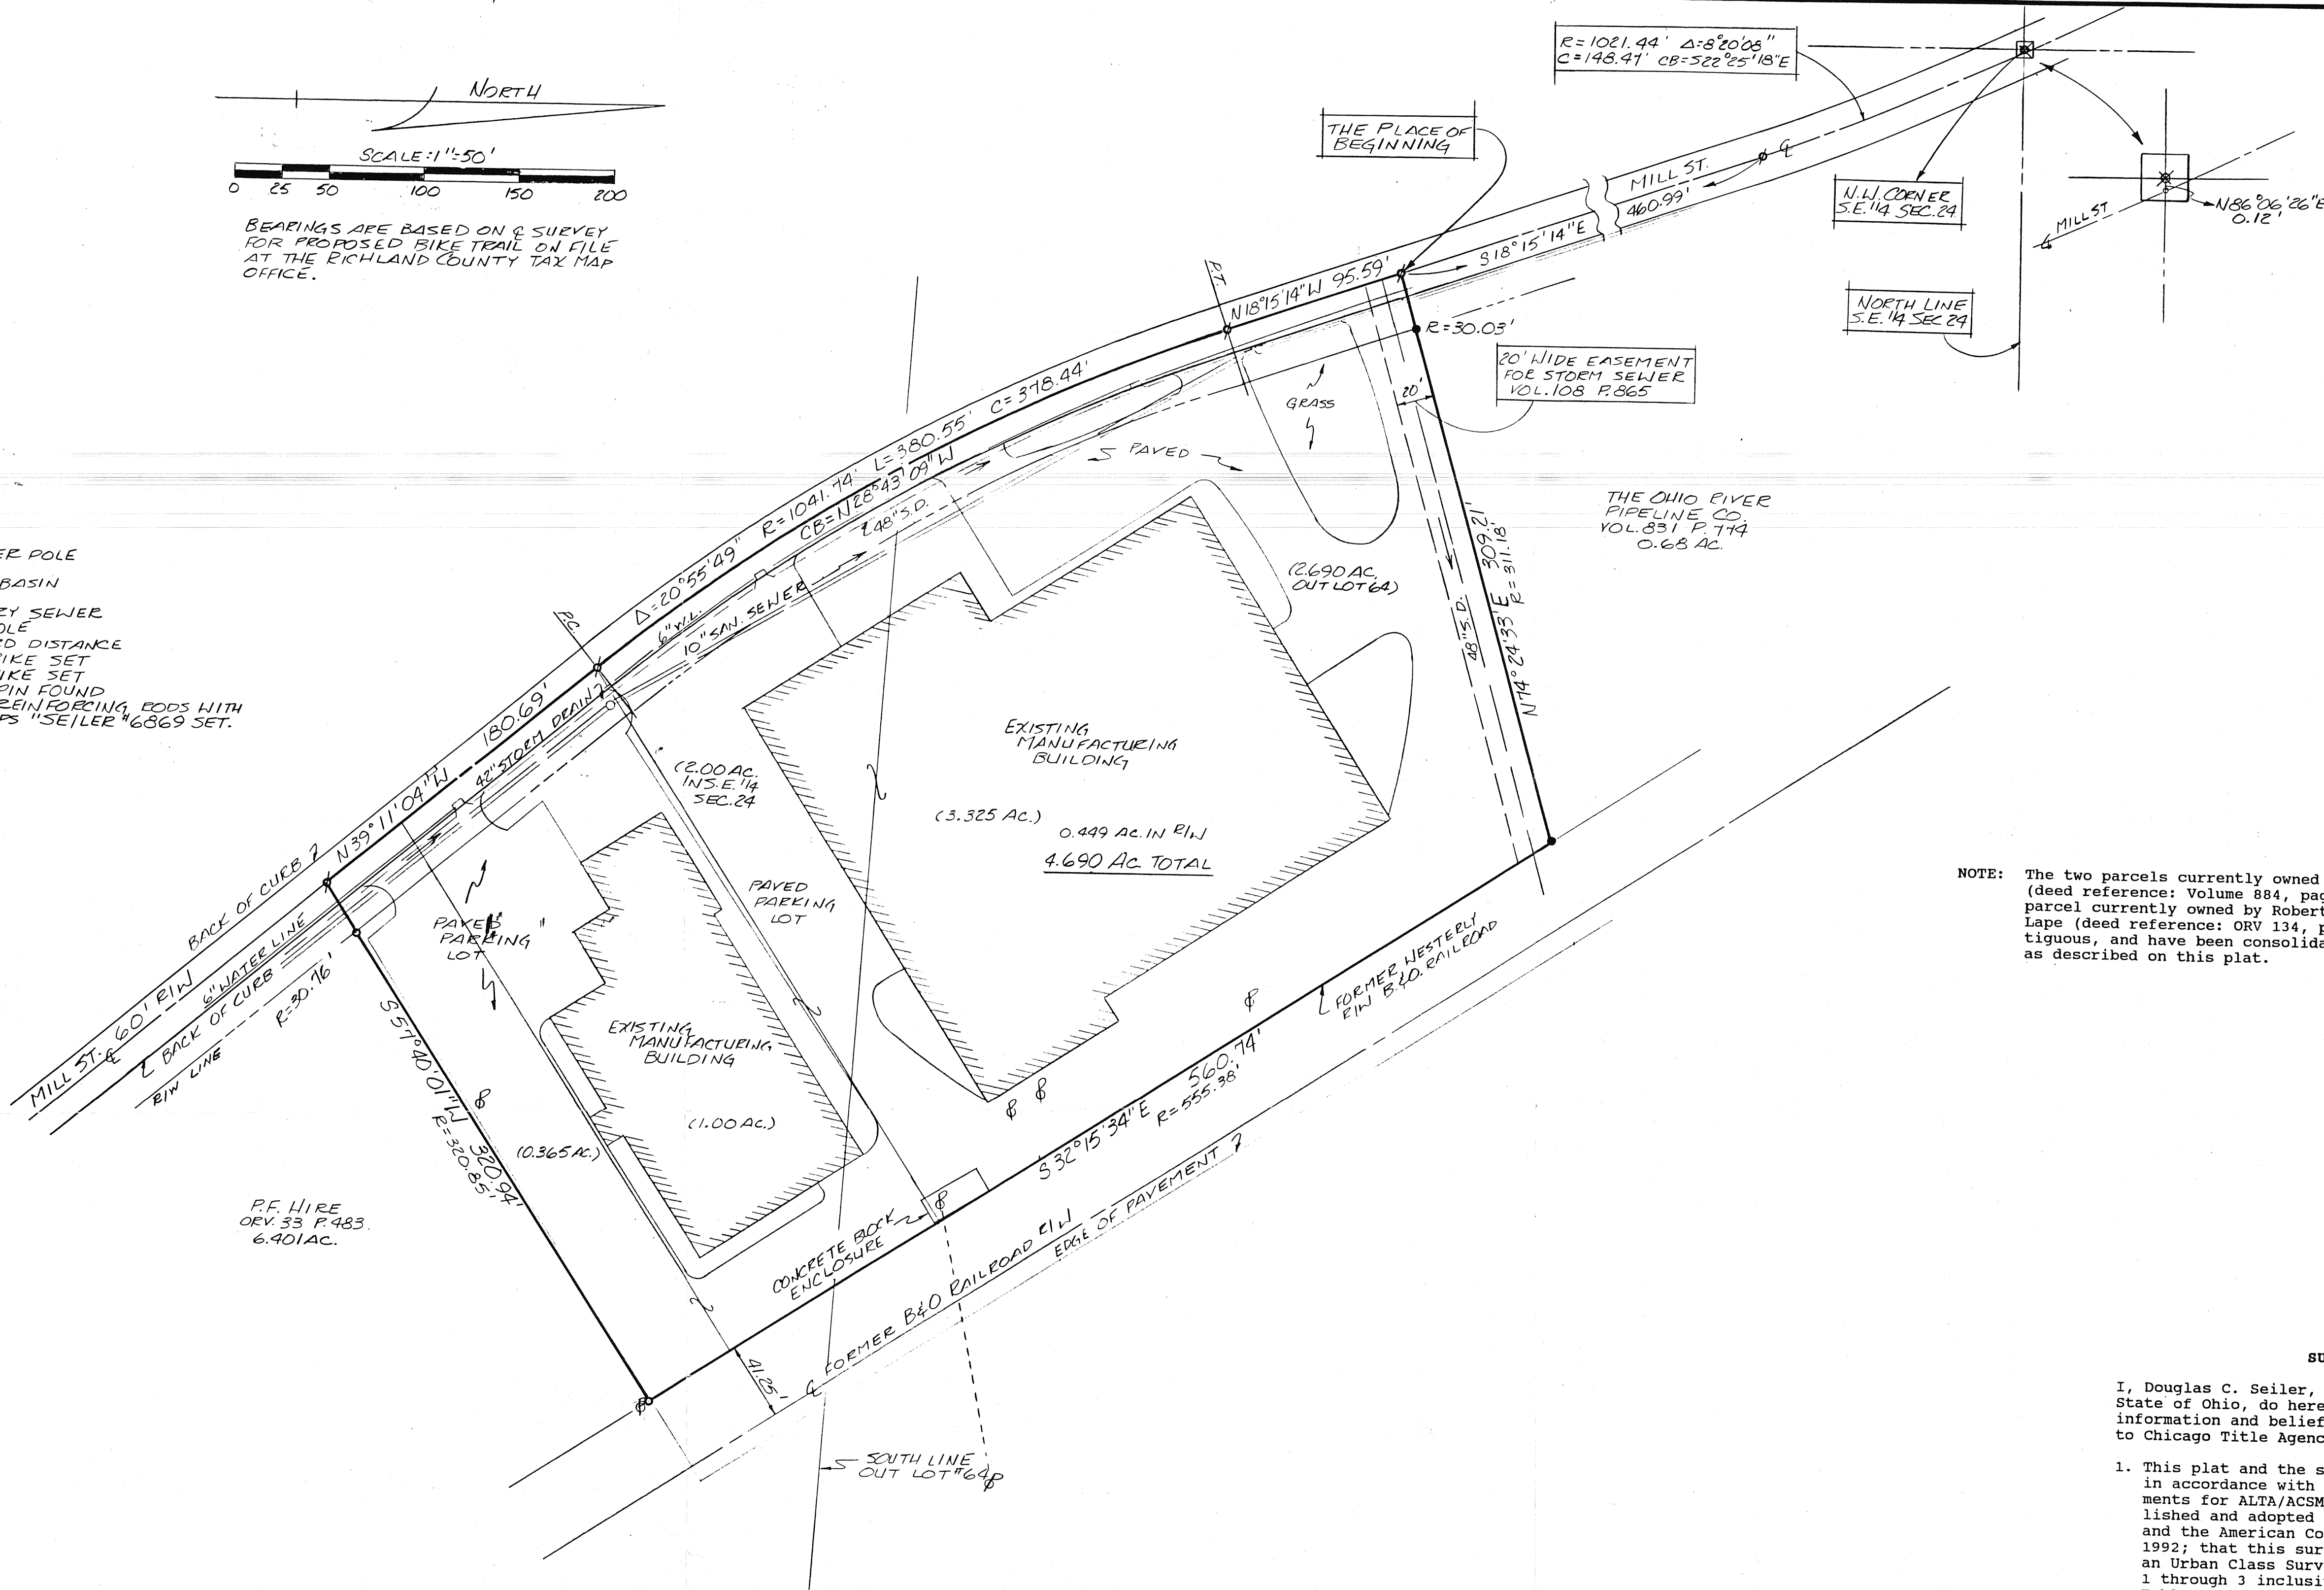 NORTH
SCALE: 1"=50'
0 25 50 100 150 200
BEARINGS ARE BASED ON ℄ SURVEY
FOR PROPOSED BIKE TRAIL ON FILE
AT THE RICHLAND COUNTY TAX MAP
OFFICE.
R=1021.44' Δ=8°20'08"
C=148.47' CB=S22°25'18"E
THE PLACE OF
BEGINNING
MILL ST.
℄
460.99'
S18°15'14"E
N.W. CORNER
S.E. 1/4 SEC. 24
N86°06'26"E
0.12'
MILL ST
NORTH LINE
S.E. 1/4 SEC 24
P.T.
N18°15'14"W 95.59'
R=30.03'
20' WIDE EASEMENT
FOR STORM SEWER
VOL. 108 P. 865
20'
GRASS
PAVED
Δ=20°55'49" R=1041.74' L=380.55' C=378.44'
CB=N28°43'09"W
48" S.D.
6" W.L.
10" SAN. SEWER
THE OHIO RIVER
PIPELINE CO.
VOL. 831 P. 774
0.68 AC.
(2.690 AC.
OUT LOT 64)
N74°24'33"E 309.21'
R=311.18'
48" S.D.
ER POLE
BASIN
RY SEWER
OLE
RD DISTANCE
PIKE SET
PIKE SET
PIN FOUND
REINFORCING RODS WITH
PS "SEILER #6869 SET.
P.C.
180.69'
N39°11'04"W
42" STORM DRAIN
BACK OF CURB
MILL ST. ℄ 60' R/W
6" WATER LINE
BACK OF CURB
R/W LINE
R=30.76'
(2.00 AC.
IN S.E. 1/4
SEC. 24
EXISTING
MANUFACTURING
BUILDING
(3.325 AC.)
0.449 AC. IN R/W
4.690 AC. TOTAL
PAVED
PARKING
LOT
PAVED
PARKING
LOT
EXISTING
MANUFACTURING
BUILDING
(1.00 AC.)
(0.365 AC.)
S57°40'01"W 320.94'
R=320.85'
P.F. HIRE
ORV. 33 P. 483.
6.401 AC.
FORMER WESTERLY
R/W B.&O. RAILROAD
S32°15'34"E 560.74'
R=555.38'
CONCRETE BLOCK
ENCLOSURE
℄ FORMER B&O RAILROAD R/W
EDGE OF PAVEMENT
41.25'
SOUTH LINE
OUT LOT #64
NOTE: The two parcels currently owned
(deed reference: Volume 884, pag
parcel currently owned by Robert
Lape (deed reference: ORV 134, p
tiguous, and have been consolida
as described on this plat.
SU
I, Douglas C. Seiler,
State of Ohio, do here
information and belief
to Chicago Title Agenc
1. This plat and the s
in accordance with
ments for ALTA/ACSM
lished and adopted
and the American Co
1992; that this sur
an Urban Class Surv
1 through 3 inclusi